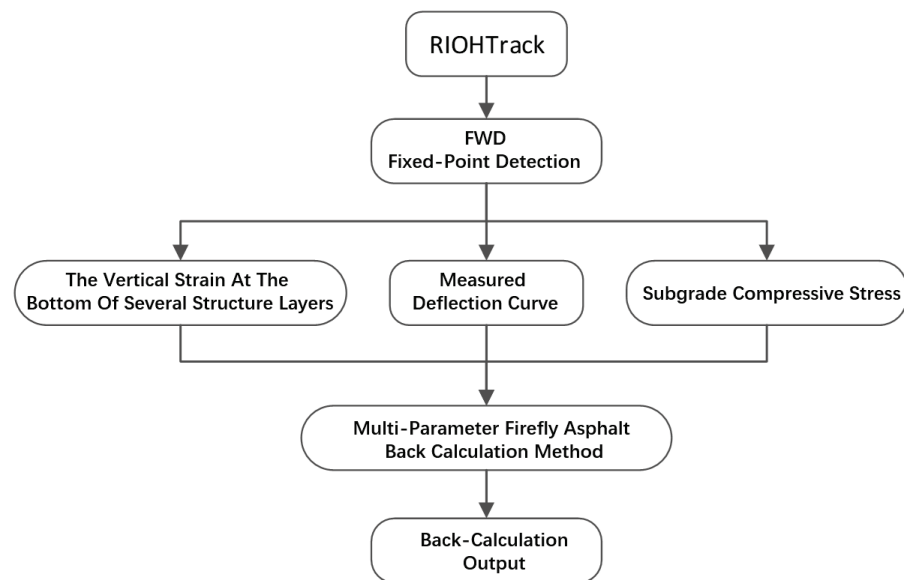 RIOHTrack
FWD
Fixed-Point Detection
The Vertical Strain At The
Bottom Of Several Structure Layers
Measured
Deflection Curve
Subgrade Compressive Stress
Multi-Parameter Firefly Asphalt
Back Calculation Method
Back-Calculation
Output